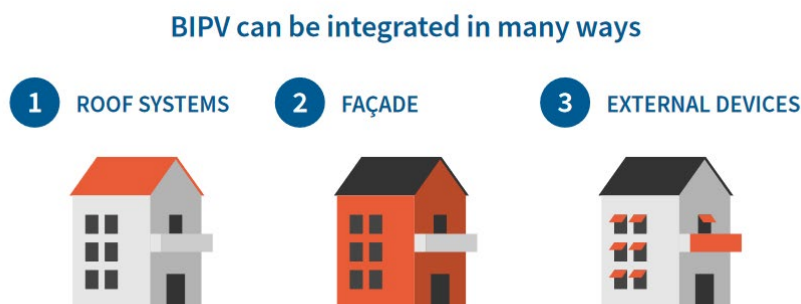 BIPV can be integrated in many ways
1 ROOF SYSTEMS
2 FAÇADE
3 EXTERNAL DEVICES